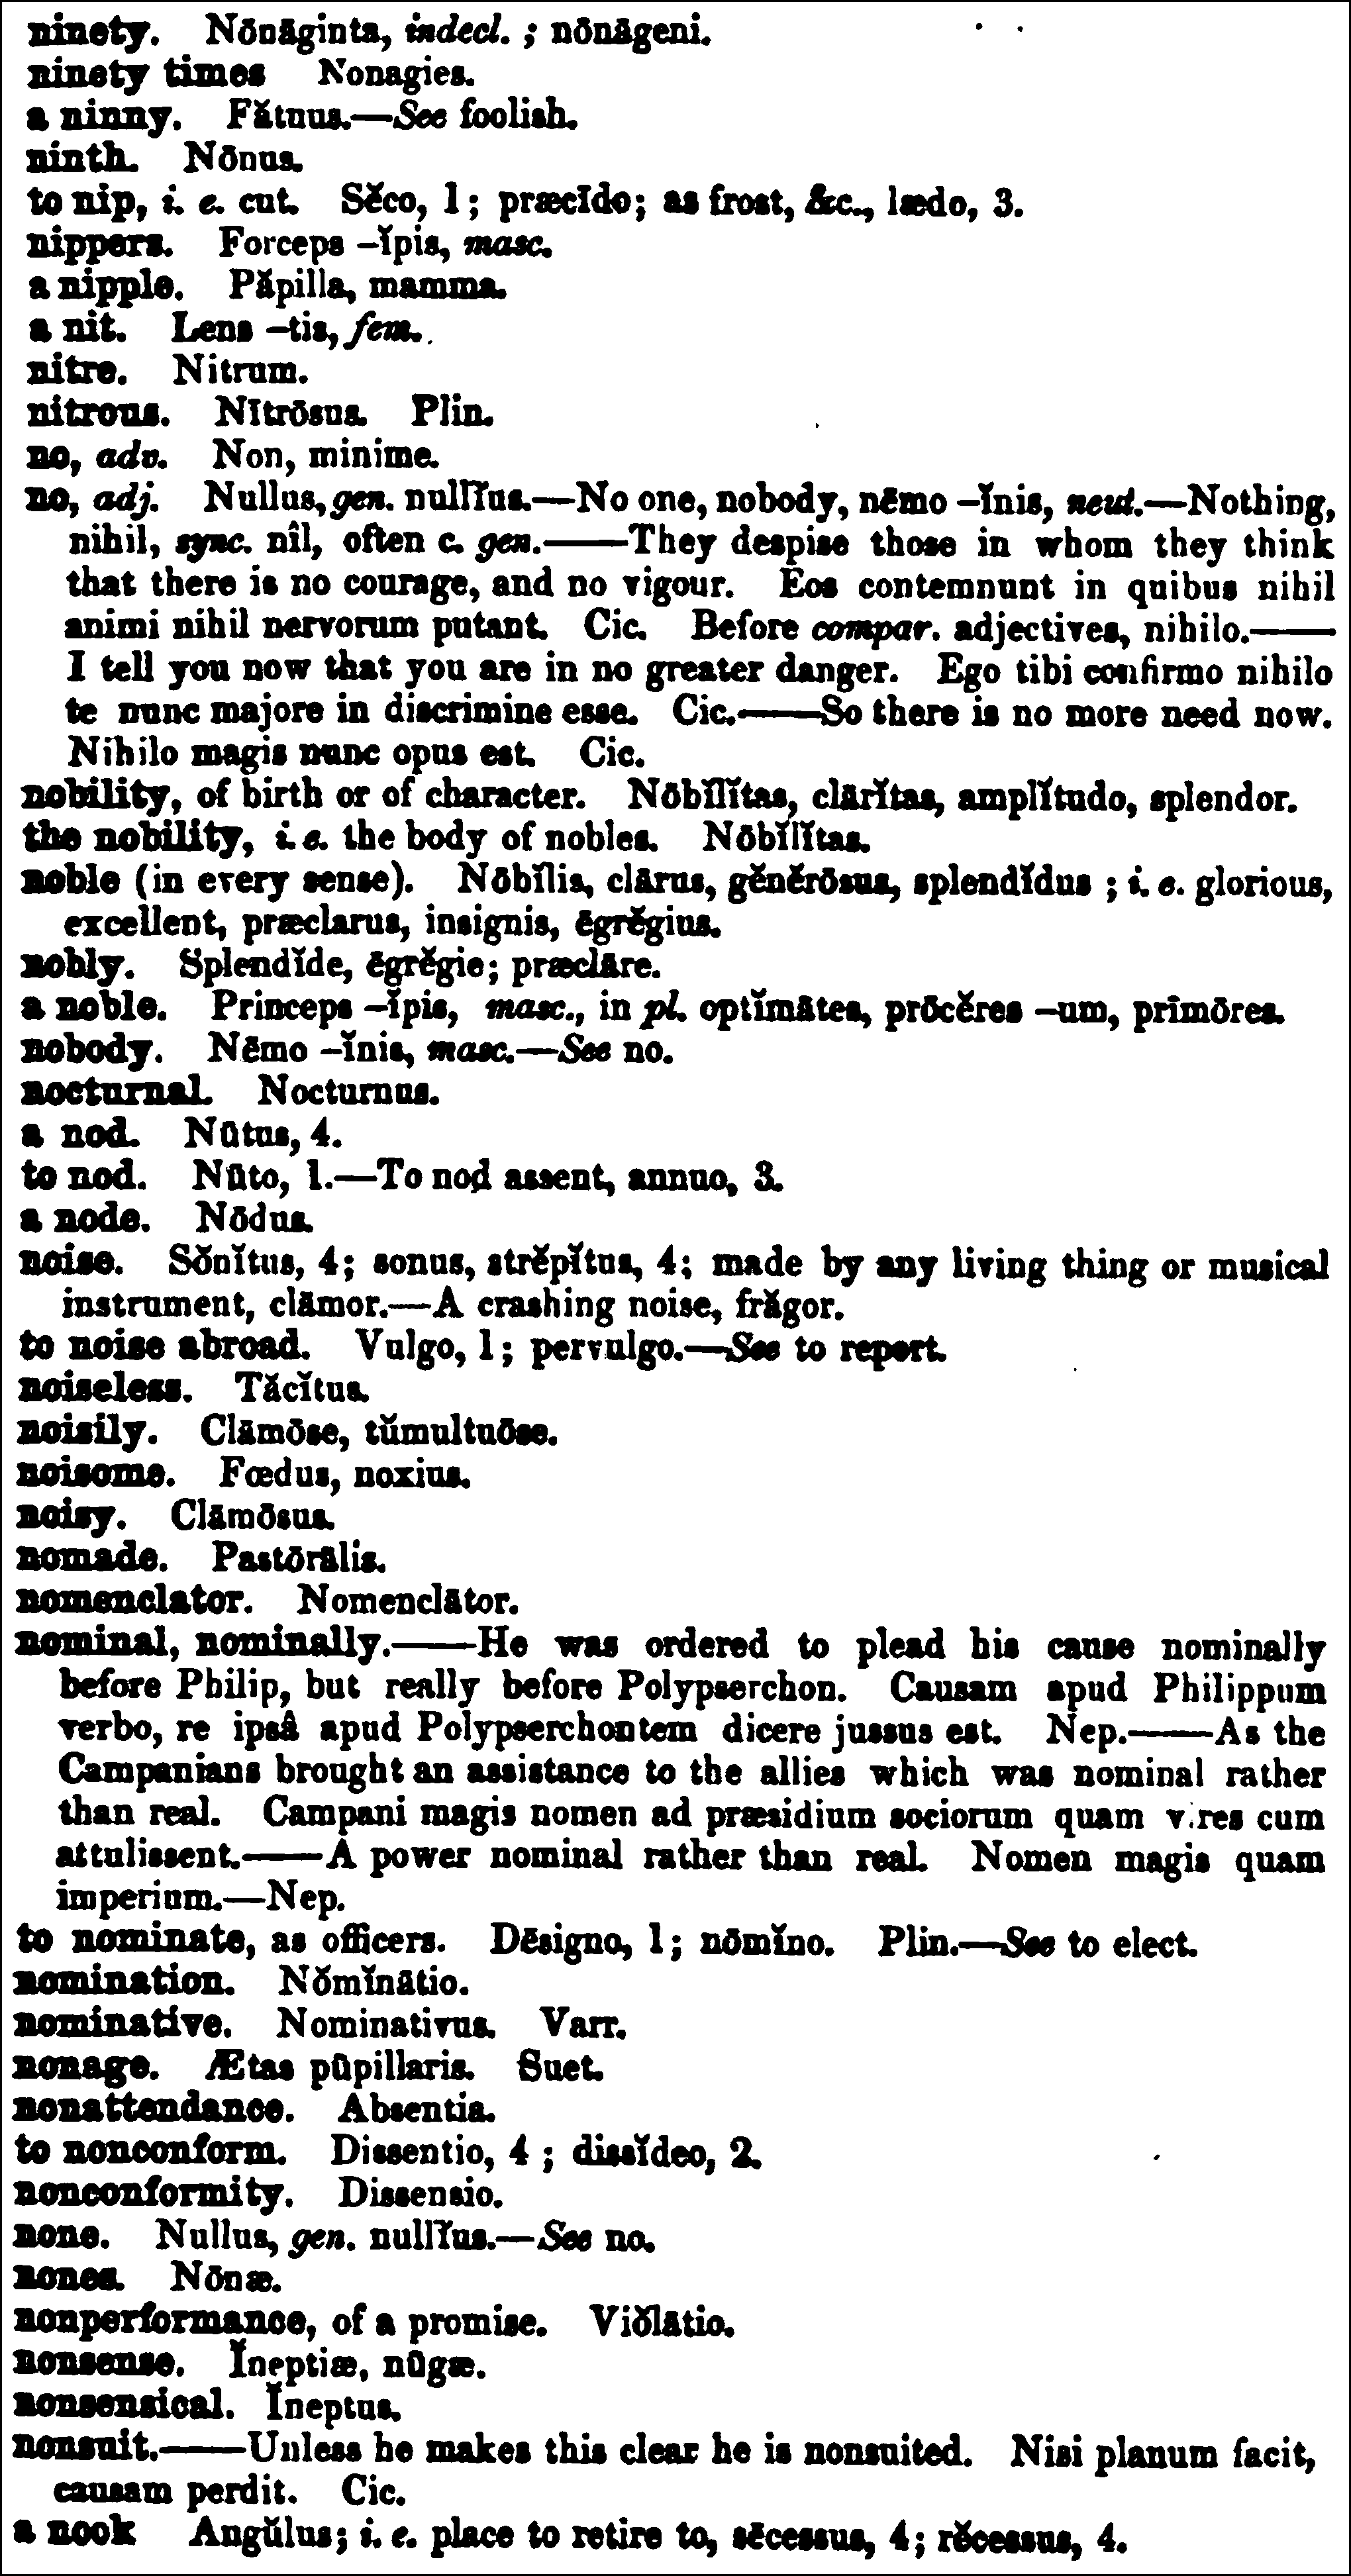 ninety. Nōnāginta, indecl. ; nōnāgeni.
ninety times Nonagies.
a ninny. Fătuus.—See foolish.
ninth. Nōnus.
to nip, i. e. cut. Sĕco, 1 ; præcīdo; as frost, &c., lædo, 3.
nippers. Forceps –ĭpis, masc.
a nipple. Păpilla, mamma.
a nit. Lens –tis, fem.
nitre. Nitrum.
nitrous. Nītrōsus. Plin.
no, adv. Non, minime.
no, adj. Nullus, gen. nullī̆us.—No one, nobody, nēmo –ĭnis, neut.—Nothing,
nihil, sync. nîl, often c. gen.——They despise those in whom they think
that there is no courage, and no vigour. Eos contemnunt in quibus nihil
animi nihil nervorum putant. Cic. Before compar. adjectives, nihilo.——
I tell you now that you are in no greater danger. Ego tibi confirmo nihilo
te nunc majore in discrimine esse. Cic.——So there is no more need now.
Nihilo magis nunc opus est. Cic.
nobility, of birth or of character. Nōbĭlĭtas, clārĭtas, amplĭtudo, splendor.
the nobility, i. e. the body of nobles. Nōbĭlĭtas.
noble (in every sense). Nōbĭlis, clārus, gĕnĕrōsus, splendĭdus ; i. e. glorious,
excellent, præclarus, insignis, ēgrĕgius.
nobly. Splendĭde, ēgrĕgie; præclāre.
a noble. Princeps –ĭpis, masc., in pl. optĭmātes, prōcĕres –um, prīmōres.
nobody. Nēmo –ĭnis, masc.—See no.
nocturnal. Nocturnus.
a nod. Nūtus, 4.
to nod. Nūto, 1.—To nod assent, annuo, 3.
a node. Nōdus.
noise. Sŏnĭtus, 4; sonus, strĕpĭtus, 4; made by any living thing or musical
instrument, clāmor.—A crashing noise, frăgor.
to noise abroad. Vulgo, 1; pervulgo.—See to report.
noiseless. Tăcĭtus.
noisily. Clāmōse, tŭmultuōse.
noisome. Fœdus, noxius.
noisy. Clāmōsus.
nomade. Pastōrālis.
nomenclator. Nomenclātor.
nominal, nominally.——He was ordered to plead his cause nominally
before Philip, but really before Polypserchon. Causam apud Philippum
verbo, re ipsâ apud Polypserchontem dicere jussus est. Nep.——As the
Campanians brought an assistance to the allies which was nominal rather
than real. Campani magis nomen ad præsidium sociorum quam vires cum
attulissent.——A power nominal rather than real. Nomen magis quam
imperium.—Nep.
to nominate, as officers. Dēsigno, 1; nōmĭno. Plin.—See to elect.
nomination. Nŏmĭnātio.
nominative. Nominativus. Varr.
nonage. Ætas pūpillaris. Suet.
nonattendance. Absentia.
to nonconform. Dissentio, 4 ; dissĭdeo, 2.
nonconformity. Dissensio.
none. Nullus, gen. nullī̆us.—See no.
nones. Nōnæ.
nonperformance, of a promise. Viŏlātio.
nonsense. Ĭneptiæ, nūgæ.
nonsensical. Ĭneptus.
nonsuit.——Unless he makes this clear he is nonsuited. Nisi planum facit,
causam perdit. Cic.
a nook Angŭlus; i. e. place to retire to, sēcessus, 4; rĕcessus, 4.